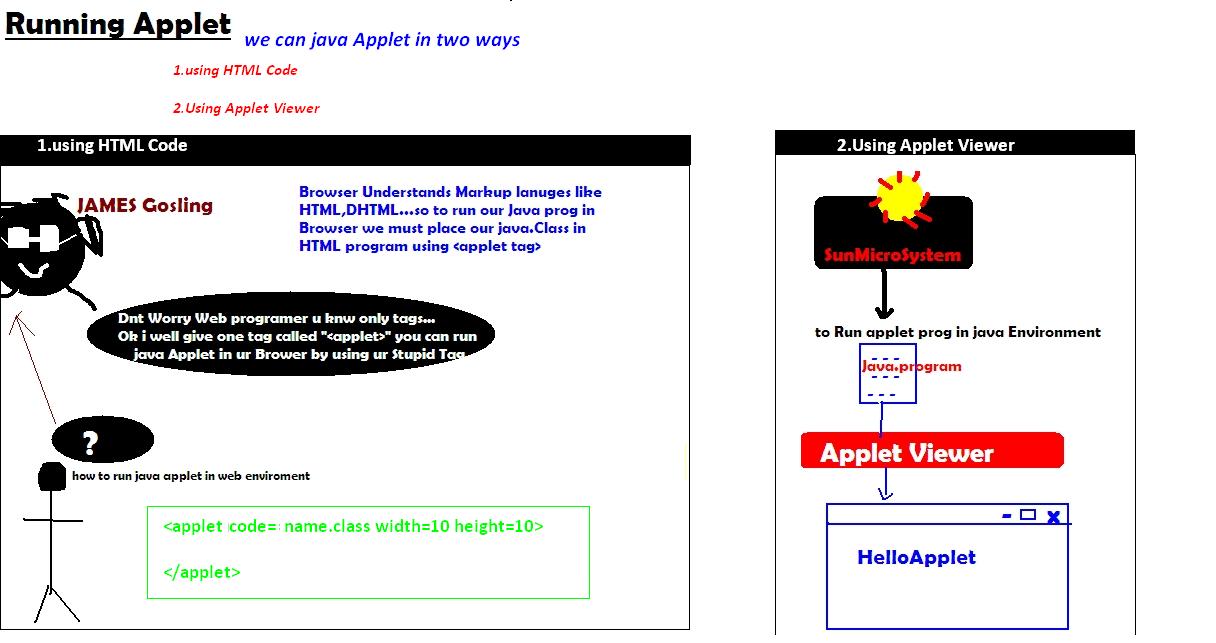 Running Applet
we can java Applet in two ways
1.using HTML Code
2.Using Applet Viewer
1.using HTML Code
JAMES Gosling
Browser Understands Markup lanuges like
HTML,DHTML...so to run our Java prog in
Browser we must place our java.Class in
HTML program using <applet tag>
Dnt Worry Web programer u knw only tags...
Ok i well give one tag called "<applet>" you can run
java Applet in ur Brower by using ur Stupid Tag
?
how to run java applet in web enviroment
<applet code= name.class width=10 height=10>
</applet>
2.Using Applet Viewer
SunMicroSystem
to Run applet prog in java Environment
Java.program
Applet Viewer
- X
HelloApplet